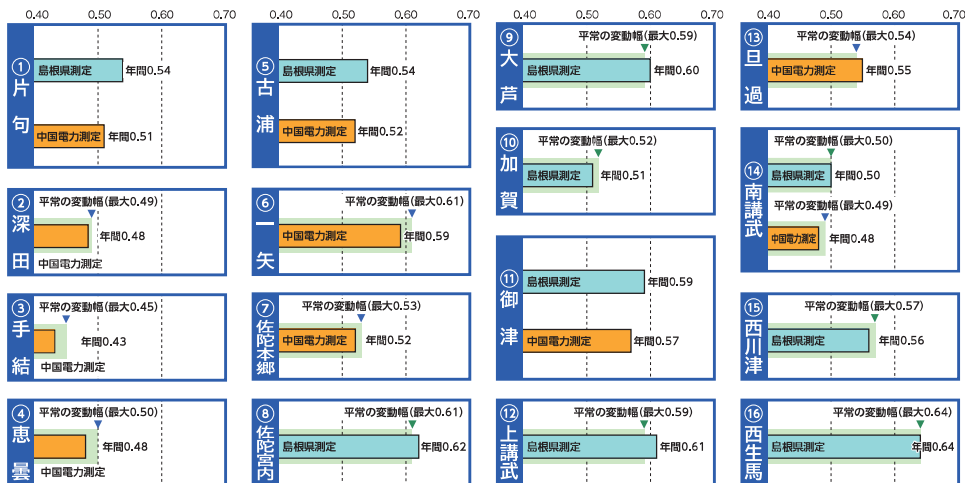 0.40 0.50 0.60 0.70
①片句
島根県測定 年間0.54
中国電力測定 年間0.51
②深田
平常の変動幅(最大0.49)
年間0.48
中国電力測定
③手結
平常の変動幅(最大0.45)
年間0.43
中国電力測定
④恵曇
平常の変動幅(最大0.50)
年間0.48
中国電力測定
0.40 0.50 0.60 0.70
⑤古浦
島根県測定 年間0.54
中国電力測定 年間0.52
⑥一矢
平常の変動幅(最大0.61)
中国電力測定 年間0.59
⑦佐陀本郷
平常の変動幅(最大0.53)
中国電力測定 年間0.52
⑧佐陀宮内
平常の変動幅(最大0.61)
島根県測定 年間0.62
0.40 0.50 0.60 0.70
⑨大芦
平常の変動幅(最大0.59)
島根県測定 年間0.60
⑩加賀
平常の変動幅(最大0.52)
島根県測定 年間0.51
⑪御津
島根県測定 年間0.59
中国電力測定 年間0.57
⑫上講武
平常の変動幅(最大0.59)
島根県測定 年間0.61
0.40 0.50 0.60 0.70
⑬旦過
平常の変動幅(最大0.54)
中国電力測定 年間0.55
⑭南講武
平常の変動幅(最大0.50)
島根県測定 年間0.50
平常の変動幅(最大0.49)
中国電力測定 年間0.48
⑮西川津
平常の変動幅(最大0.57)
島根県測定 年間0.56
⑯西生馬
平常の変動幅(最大0.64)
島根県測定 年間0.64